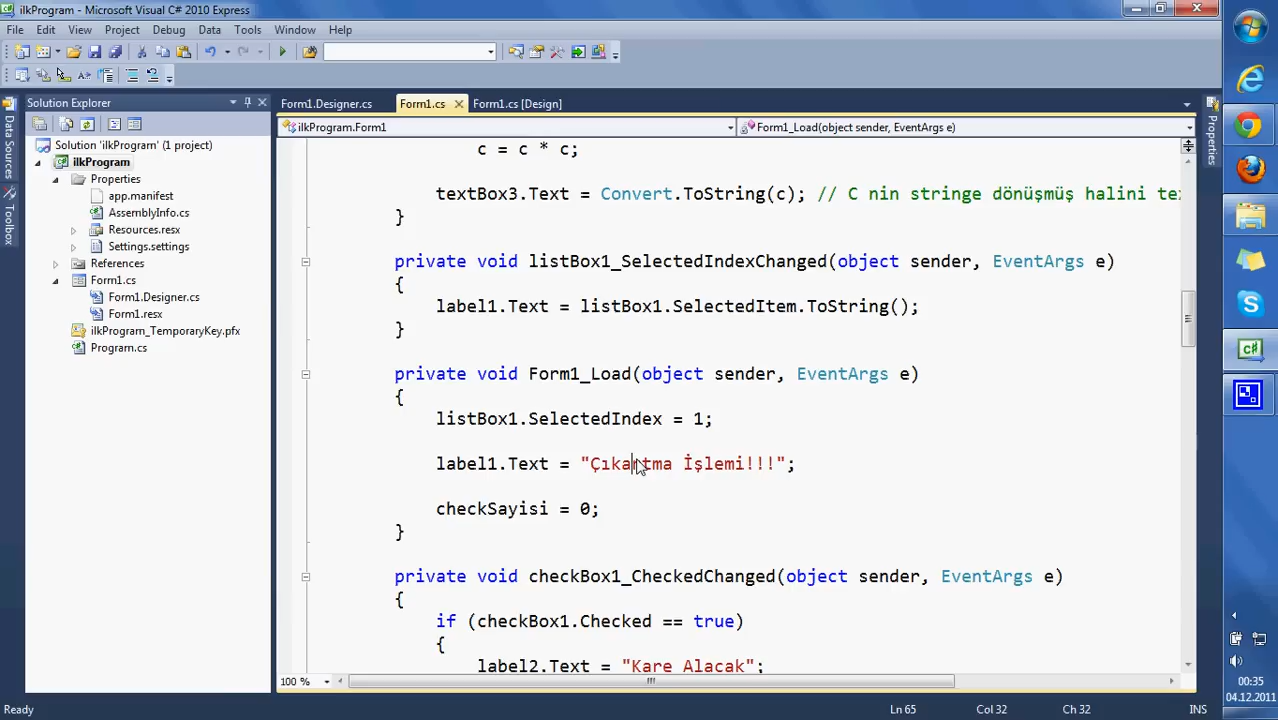 ilkProgram - Microsoft Visual C# 2010 Express
File Edit View Project Debug Data Tools Window Help
Solution Explorer
Form1.Designer.cs Form1.cs Form1.cs [Design]
ilkProgram.Form1 Form1_Load(object sender, EventArgs e)
Data Sources
Toolbox
Properties
Solution 'ilkProgram' (1 project)
ilkProgram
Properties
app.manifest
AssemblyInfo.cs
Resources.resx
Settings.settings
References
Form1.cs
Form1.Designer.cs
Form1.resx
ilkProgram_TemporaryKey.pfx
Program.cs
c = c * c;
textBox3.Text = Convert.ToString(c); // C nin stringe dönüşmüş halini te
}
private void listBox1_SelectedIndexChanged(object sender, EventArgs e)
{
label1.Text = listBox1.SelectedItem.ToString();
}
private void Form1_Load(object sender, EventArgs e)
{
listBox1.SelectedIndex = 1;
label1.Text = "Çıkartma İşlemi!!!";
checkSayisi = 0;
}
private void checkBox1_CheckedChanged(object sender, EventArgs e)
{
if (checkBox1.Checked == true)
{
label2.Text = "Kare Alacak";
100 %
Ready Ln 65 Col 32 Ch 32 INS
00:35
04.12.2011